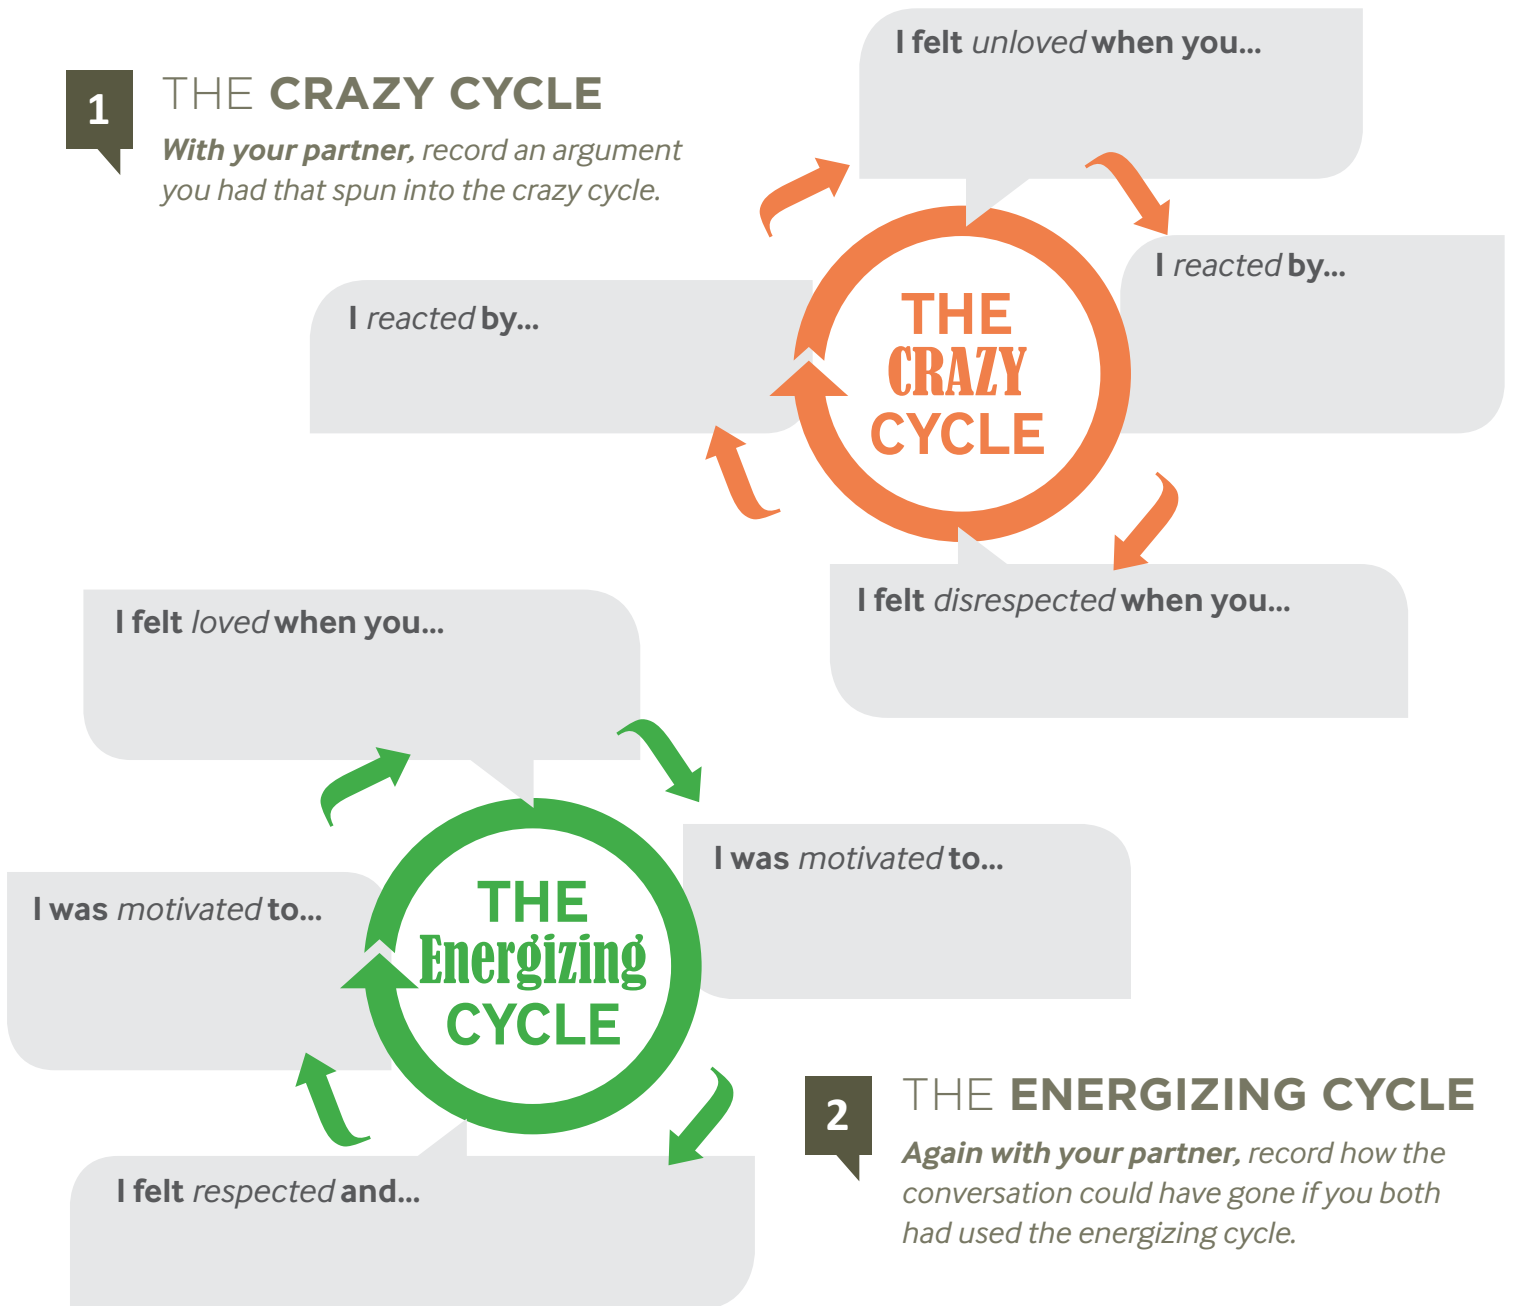 1
THE CRAZY CYCLE
With your partner, record an argument
you had that spun into the crazy cycle.
I felt unloved when you...
I reacted by...
I felt disrespected when you...
I reacted by...
THE
CRAZY
CYCLE
I felt loved when you...
I was motivated to...
I felt respected and...
I was motivated to...
THE
Energizing
CYCLE
2
THE ENERGIZING CYCLE
Again with your partner, record how the
conversation could have gone if you both
had used the energizing cycle.